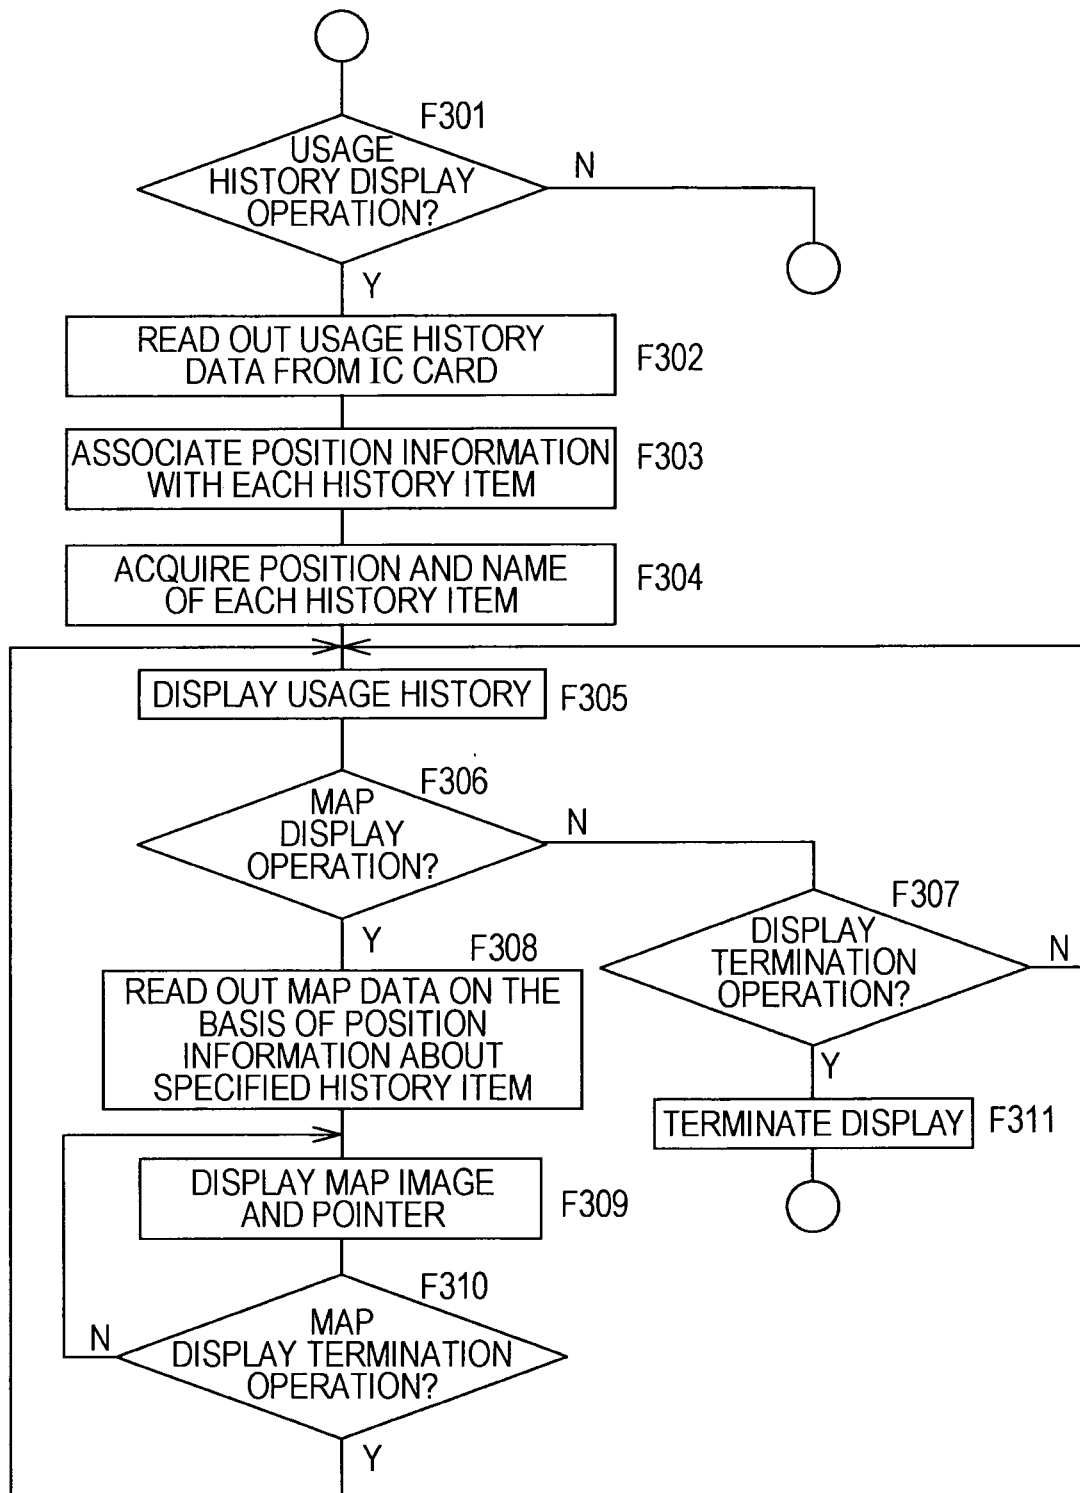 F301
USAGE
HISTORY DISPLAY
OPERATION?
N
Y
READ OUT USAGE HISTORY
DATA FROM IC CARD
F302
ASSOCIATE POSITION INFORMATION
WITH EACH HISTORY ITEM
F303
ACQUIRE POSITION AND NAME
OF EACH HISTORY ITEM
F304
DISPLAY USAGE HISTORY
F305
F306
MAP
DISPLAY
OPERATION?
N
Y
F307
DISPLAY
TERMINATION
OPERATION?
N
Y
F308
READ OUT MAP DATA ON THE
BASIS OF POSITION
INFORMATION ABOUT
SPECIFIED HISTORY ITEM
TERMINATE DISPLAY
F311
DISPLAY MAP IMAGE
AND POINTER
F309
F310
MAP
DISPLAY TERMINATION
OPERATION?
N
Y